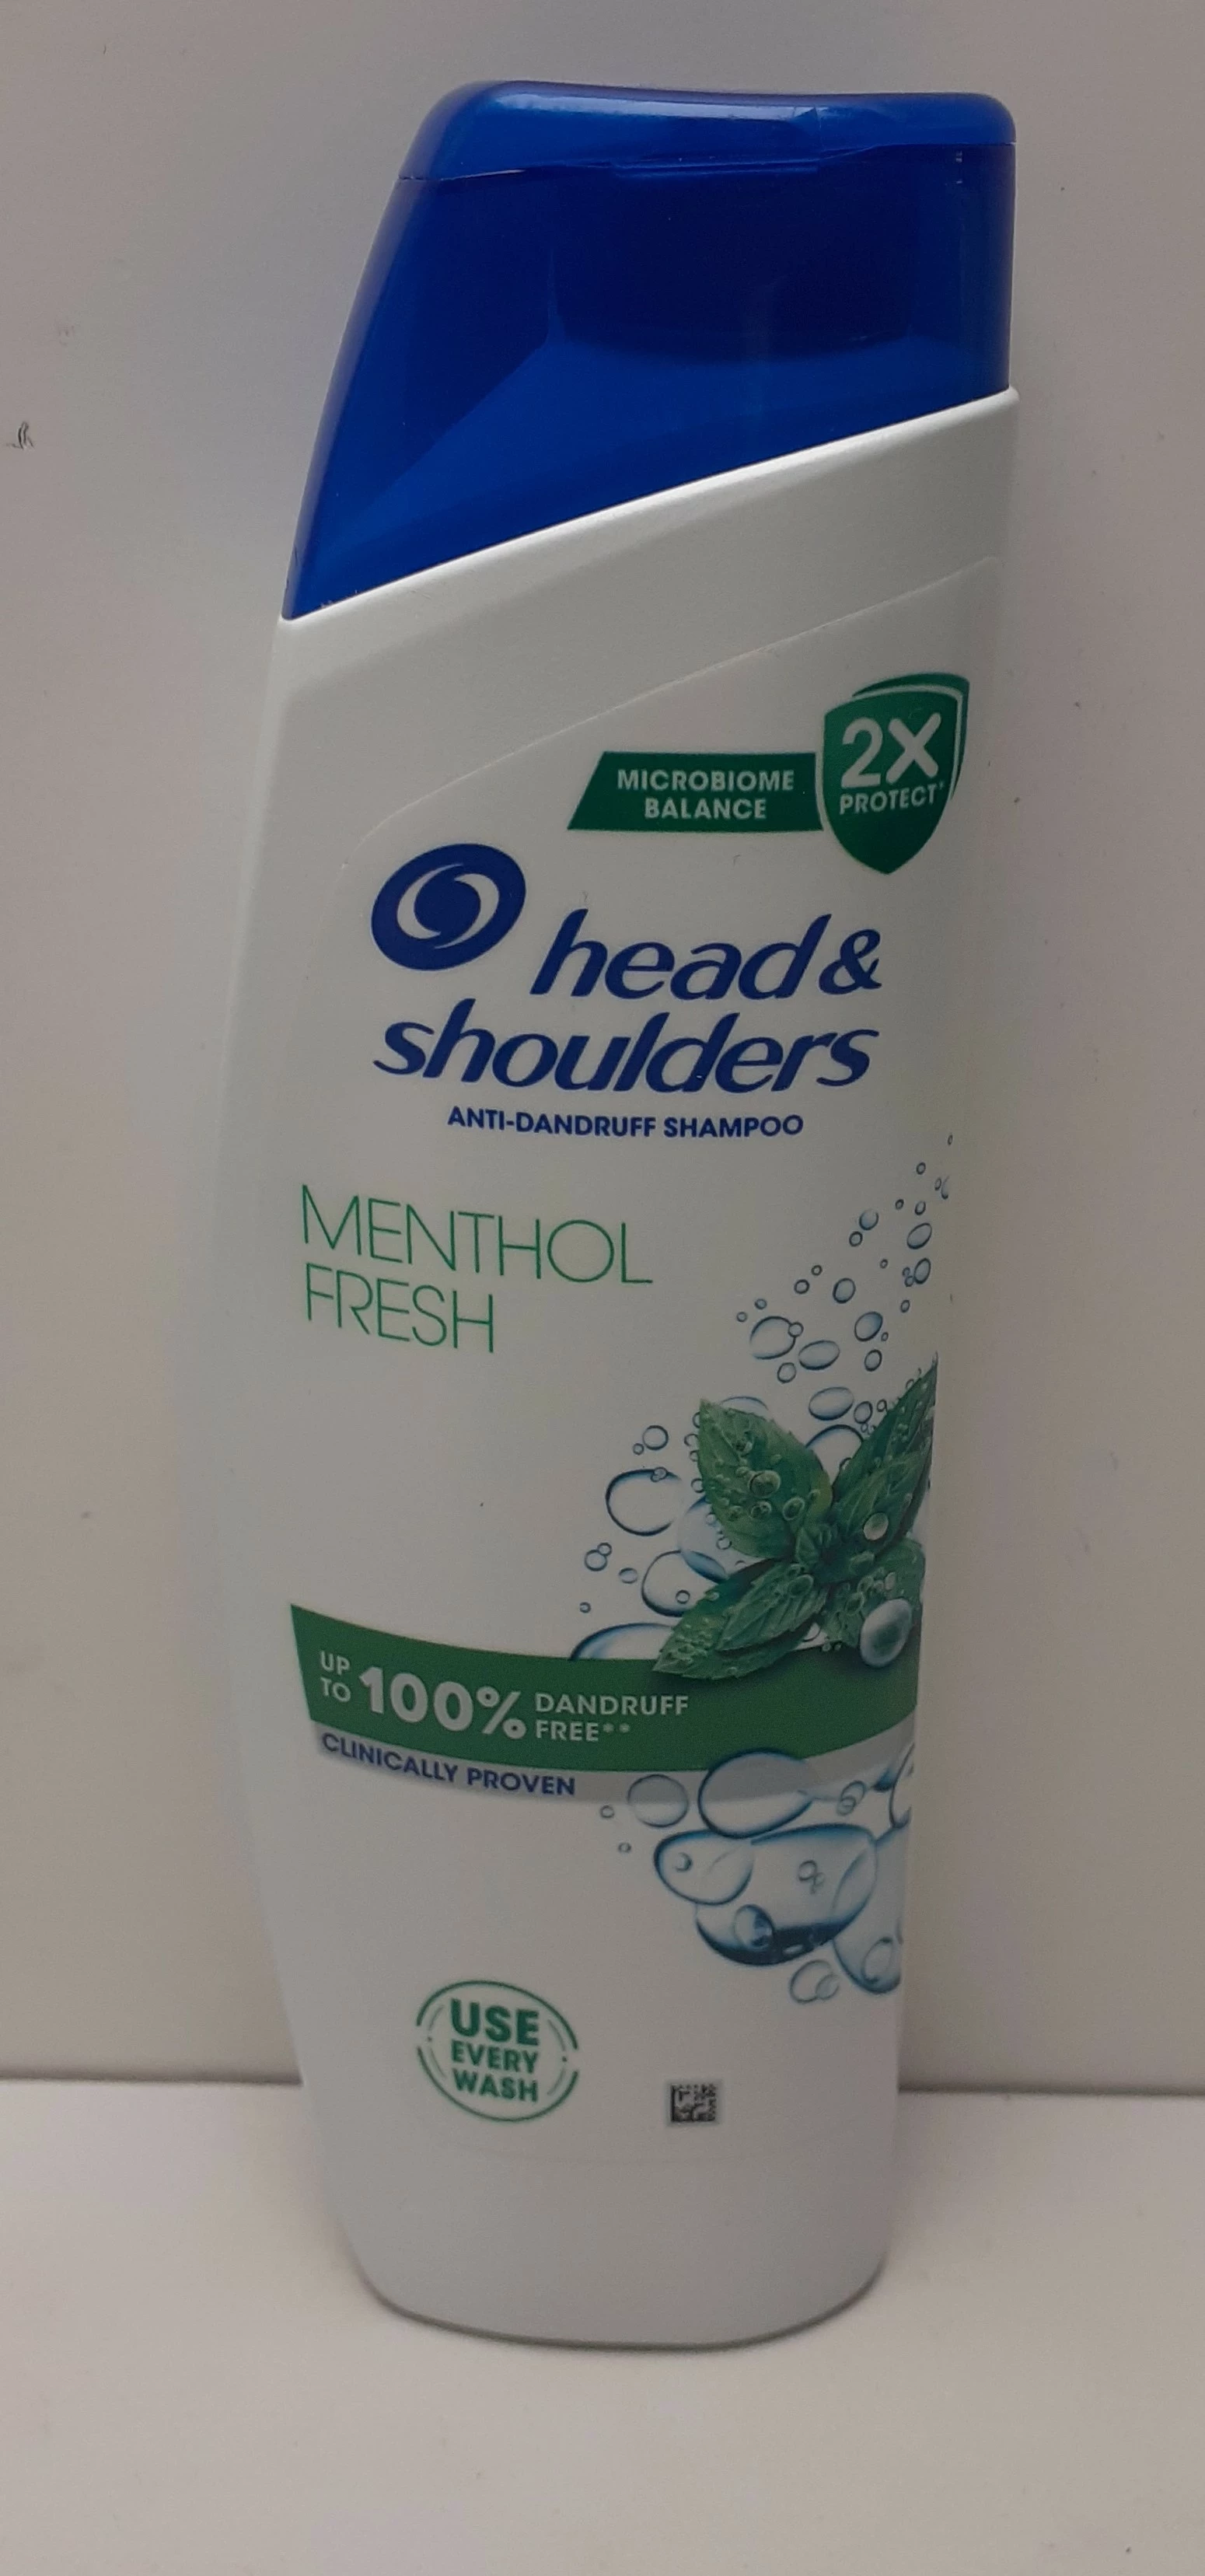 MICROBIOME
BALANCE
2X
PROTECT*
head &
shoulders
ANTI-DANDRUFF SHAMPOO
MENTHOL
FRESH
UP
TO
100%
DANDRUFF
FREE**
CLINICALLY PROVEN
USE
EVERY
WASH